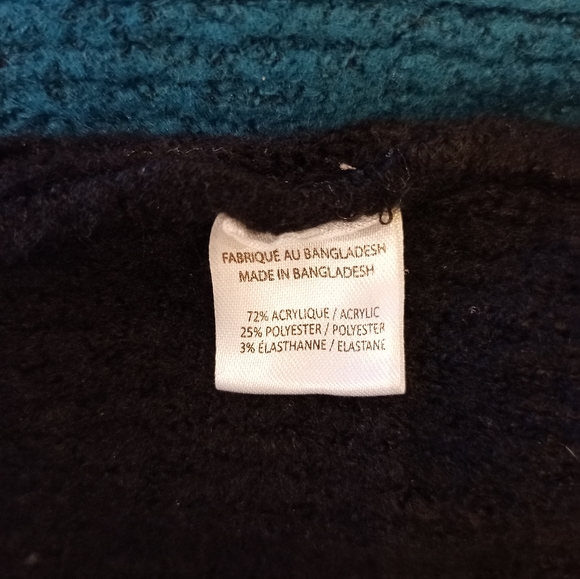 FABRIQUÉ AU BANGLADESH
MADE IN BANGLADESH
72% ACRYLIQUE / ACRYLIC
25% POLYESTER / POLYESTER
3% ÉLASTHANNE / ELASTANE